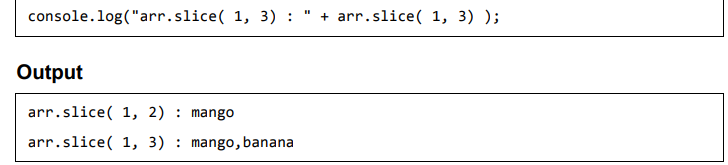 console.log("arr.slice( 1, 3) : " + arr.slice( 1, 3) );
Output
arr.slice( 1, 2) : mango
arr.slice( 1, 3) : mango,banana